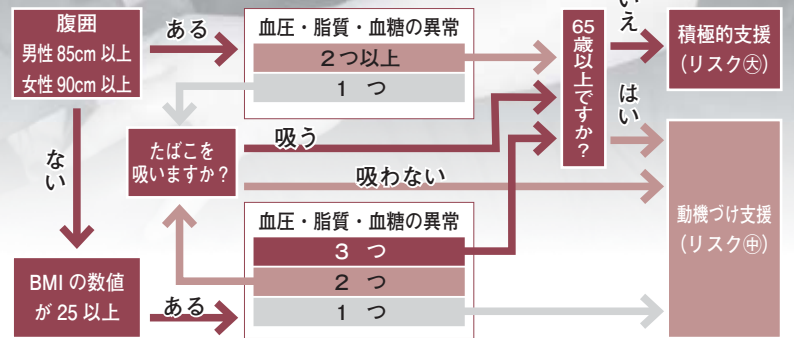 腹囲
男性 85cm 以上
女性 90cm 以上
ある
血圧・脂質・血糖の異常
2つ以上
1 つ
65歳以上ですか?
いいえ
積極的支援
(リスク㊛)
はい
たばこを
吸いますか?
吸う
吸わない
ない
血圧・脂質・血糖の異常
3 つ
2 つ
1 つ
BMI の数値
が 25 以上
ある
動機づけ支援
(リスク㊥)